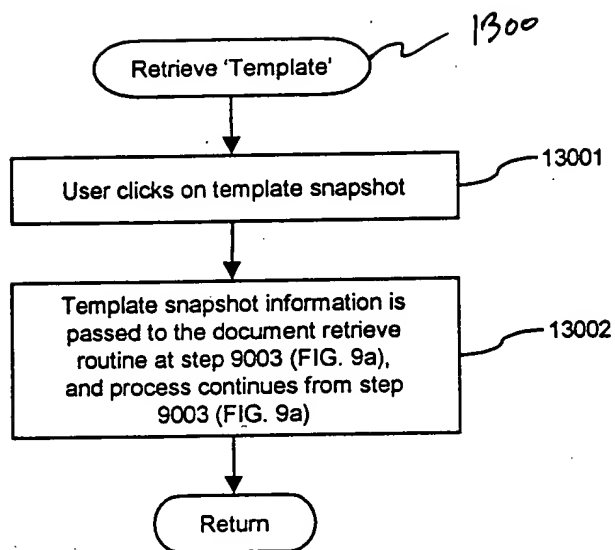 1300
Retrieve 'Template'
13001
User clicks on template snapshot
Template snapshot information is
passed to the document retrieve
routine at step 9003 (FIG. 9a),
and process continues from step
9003 (FIG. 9a)
13002
Return